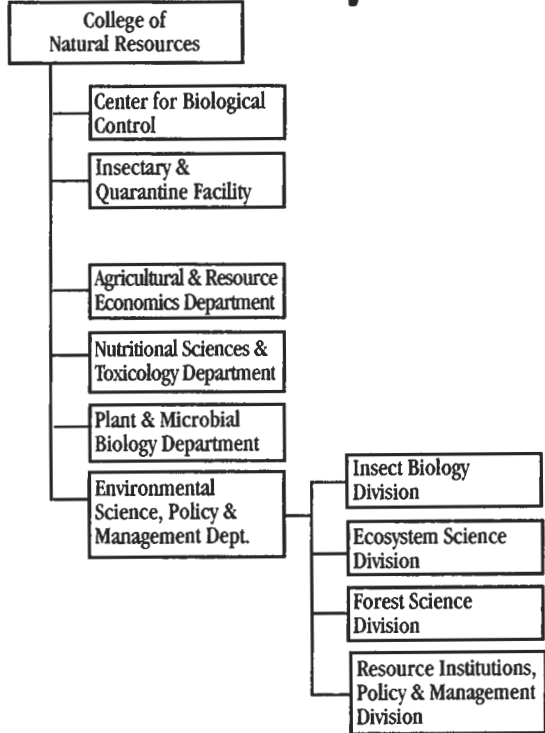 College of
Natural Resources
Center for Biological
Control
Insectary &
Quarantine Facility
Agricultural & Resource
Economics Department
Nutritional Sciences &
Toxicology Department
Plant & Microbial
Biology Department
Environmental
Science, Policy &
Management Dept.
Insect Biology
Division
Ecosystem Science
Division
Forest Science
Division
Resource Institutions,
Policy & Management
Division